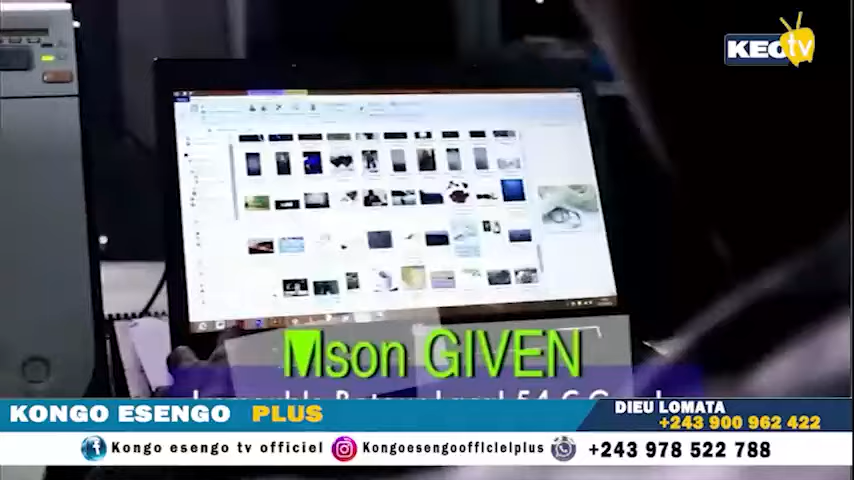 KEO tv
Mson GIVEN
KONGO ESENGO PLUS
DIEU LOMATA
+243 900 962 422
Kongo esengo tv officiel
Kongoesengoofficielplus
+243 978 522 788